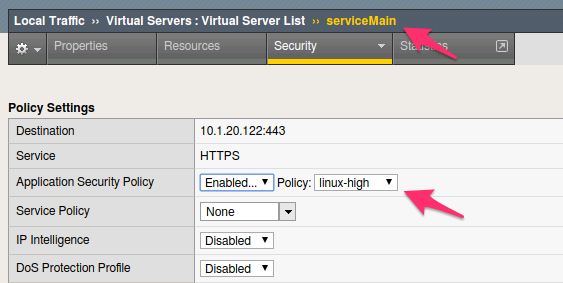 Local Traffic ›› Virtual Servers : Virtual Server List ›› serviceMain
Properties Resources Security Statistics
Policy Settings
Destination 10.1.20.122:443
Service HTTPS
Application Security Policy Enabled... Policy: linux-high
Service Policy None
IP Intelligence Disabled
DoS Protection Profile Disabled